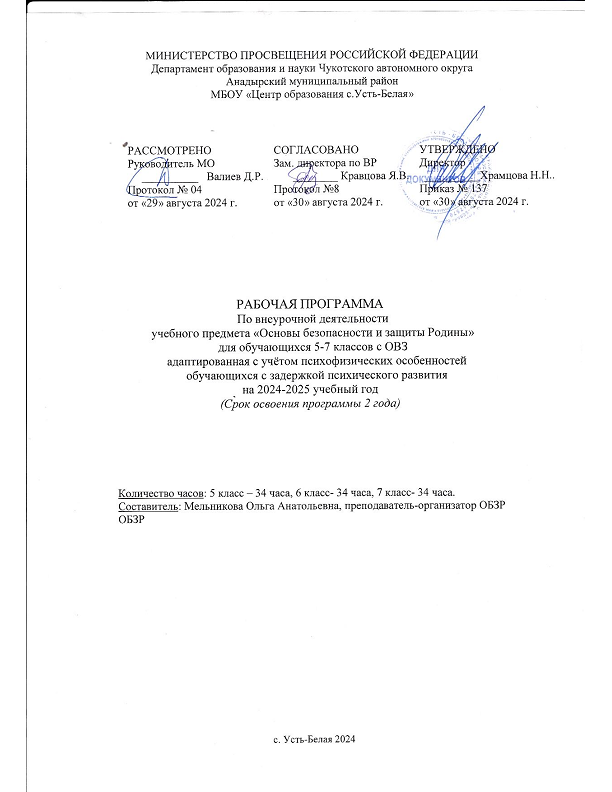 МИНИСТЕРСТВО ПРОСВЕЩЕНИЯ РОССИЙСКОЙ ФЕДЕРАЦИИ
Департамент образования и науки Чукотского автономного округа
Анадырский муниципальный район
МБОУ «Центр образования с.Усть-Белая»
РАССМОТРЕНО СОГЛАСОВАНО УТВЕРЖДЕНО
Руководитель МО Зам. директора по ВР Директор
Валиев Д.Р. Кравцова Я.В. Храмцова Н.Н..
Протокол № 04 Протокол №8 Приказ № 137
от «29» августа 2024 г. от «30» августа 2024 г. от «30» августа 2024 г.
РАБОЧАЯ ПРОГРАММА
По внеурочной деятельности
учебного предмета «Основы безопасности и защиты Родины»
для обучающихся 5-7 классов с ОВЗ
адаптированная с учётом психофизических особенностей
обучающихся с задержкой психического развития
на 2024-2025 учебный год
(Срок освоения программы 2 года)
Количество часов: 5 класс – 34 часа, 6 класс- 34 часа, 7 класс- 34 часа.
Составитель: Мельникова Ольга Анатольевна, преподаватель-организатор ОБЗР
ОБЗР
с. Усть-Белая 2024